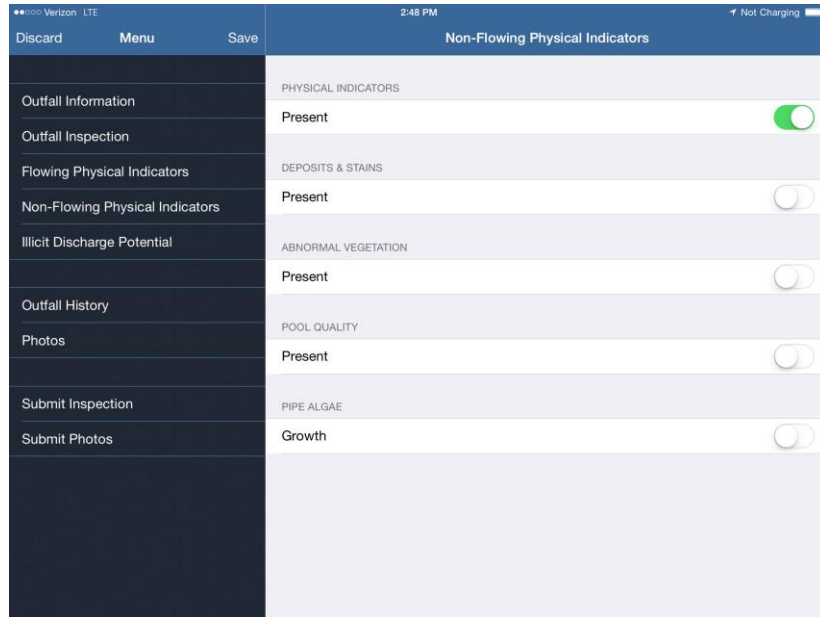 Verizon LTE
2:48 PM
Not Charging
Discard
Menu
Save
Non-Flowing Physical Indicators
Outfall Information
Outfall Inspection
Flowing Physical Indicators
Non-Flowing Physical Indicators
Illicit Discharge Potential
Outfall History
Photos
Submit Inspection
Submit Photos
PHYSICAL INDICATORS
Present
DEPOSITS & STAINS
Present
ABNORMAL VEGETATION
Present
POOL QUALITY
Present
PIPE ALGAE
Growth